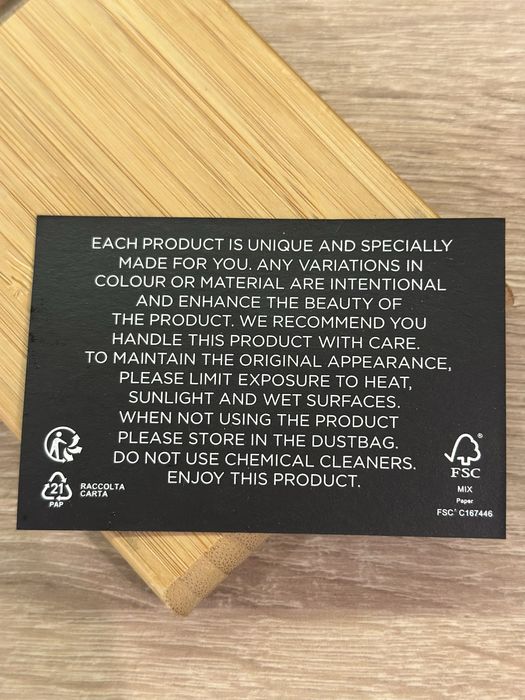 EACH PRODUCT IS UNIQUE AND SPECIALLY
MADE FOR YOU. ANY VARIATIONS IN
COLOUR OR MATERIAL ARE INTENTIONAL
AND ENHANCE THE BEAUTY OF
THE PRODUCT. WE RECOMMEND YOU
HANDLE THIS PRODUCT WITH CARE.
TO MAINTAIN THE ORIGINAL APPEARANCE,
PLEASE LIMIT EXPOSURE TO HEAT,
SUNLIGHT AND WET SURFACES.
WHEN NOT USING THE PRODUCT
PLEASE STORE IN THE DUSTBAG.
DO NOT USE CHEMICAL CLEANERS.
ENJOY THIS PRODUCT.
21
PAP
RACCOLTA
CARTA
®
FSC
MIX
Paper
FSC® C167446